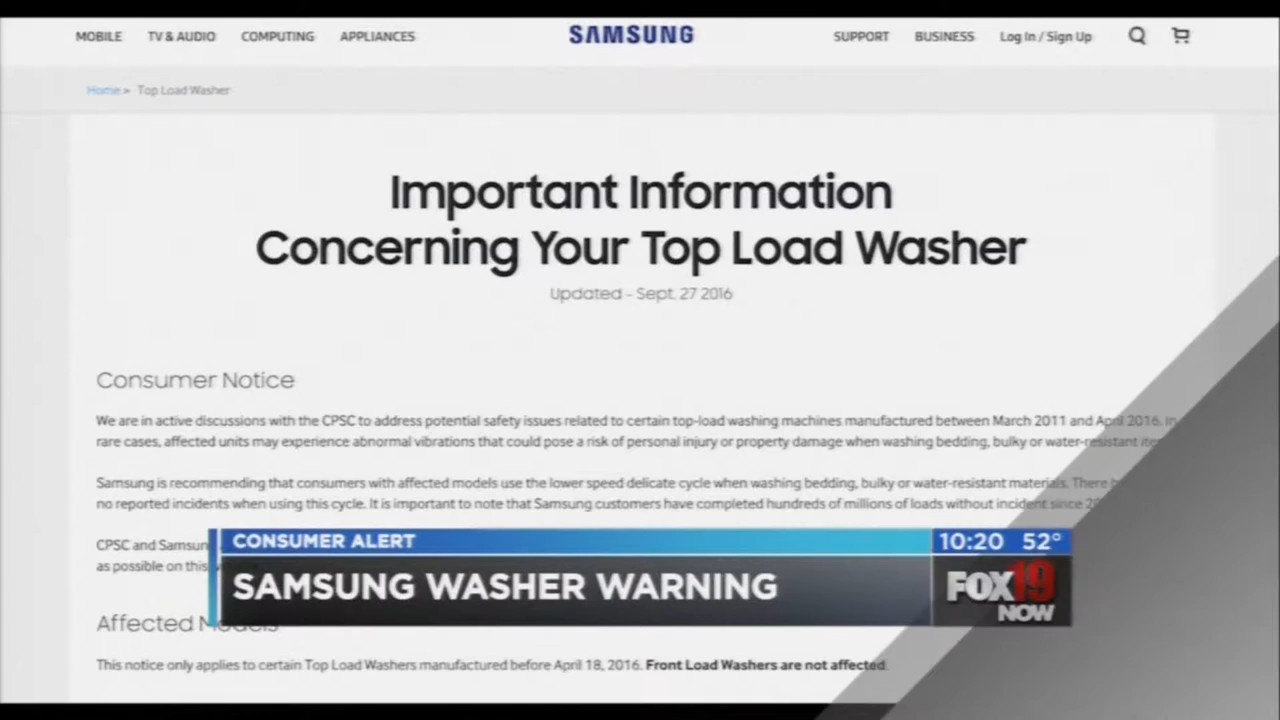 MOBILE TV & AUDIO COMPUTING APPLIANCES SAMSUNG SUPPORT BUSINESS Log In / Sign Up
Home > Top Load Washer
Important Information
Concerning Your Top Load Washer
Updated - Sept. 27 2016
Consumer Notice
We are in active discussions with the CPSC to address potential safety issues related to certain top-load washing machines manufactured between March 2011 and April 2016. In
rare cases, affected units may experience abnormal vibrations that could pose a risk of personal injury or property damage when washing bedding, bulky or water-resistant
Samsung is recommending that consumers with affected models use the lower speed delicate cycle when washing bedding, bulky or water-resistant materials. There
no reported incidents when using this cycle. It is important to note that Samsung customers have completed hundreds of millions of loads without incident since
CPSC and Samsun
as possible on this
CONSUMER ALERT 10:20 52°
SAMSUNG WASHER WARNING FOX19
NOW
Affected Models
This notice only applies to certain Top Load Washers manufactured before April 18, 2016. Front Load Washers are not affected.